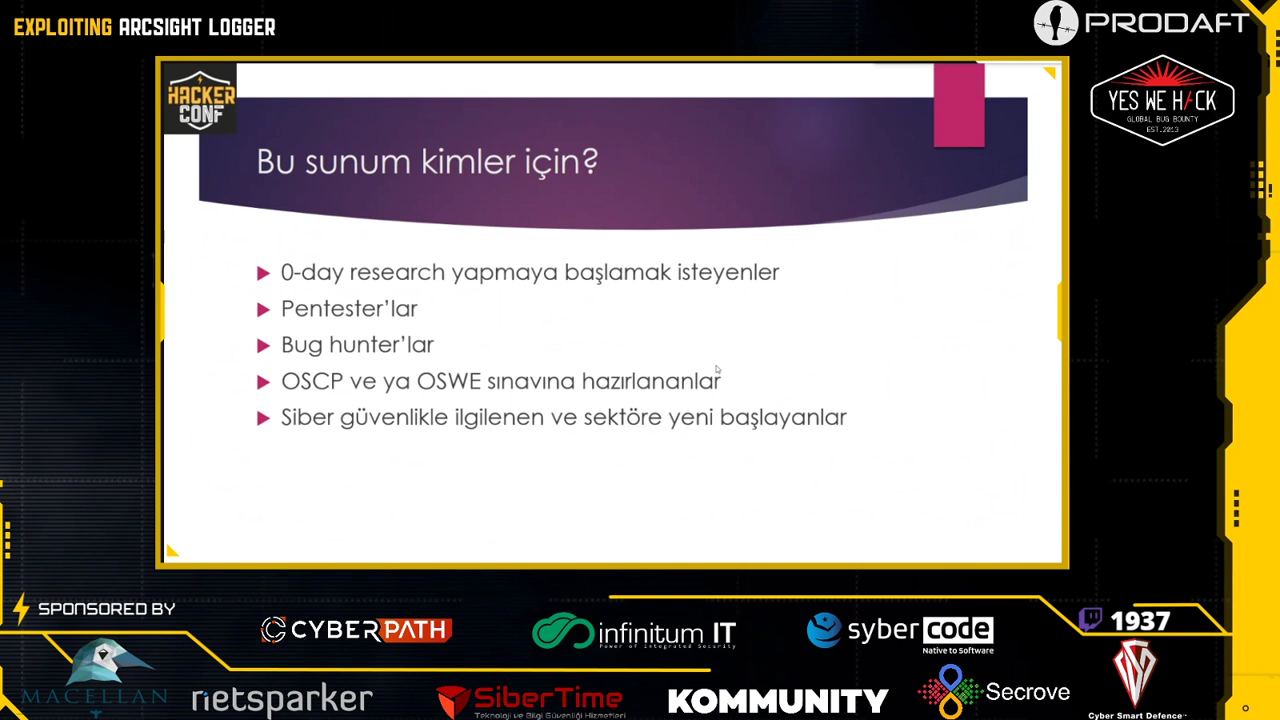 EXPLOITING ARCSIGHT LOGGER
PRODAFT
HACKER
CONF
YES WE H/CK
GLOBAL BUG BOUNTY
EST.2013
Bu sunum kimler için?
0-day research yapmaya başlamak isteyenler
Pentester’lar
Bug hunter’lar
OSCP ve ya OSWE sınavına hazırlananlar
Siber güvenlikle ilgilenen ve sektöre yeni başlayanlar
SPONSORED BY
1937
CYBERPATH
infinitum IT
Power of Integrated Security
syber code
Native to Software
MACELLAN
netsparker
SiberTime
Teknoloji ve Bilgi Güvenliği Hizmetleri
KOMMUNITY
Secrove
Cyber Smart Defence